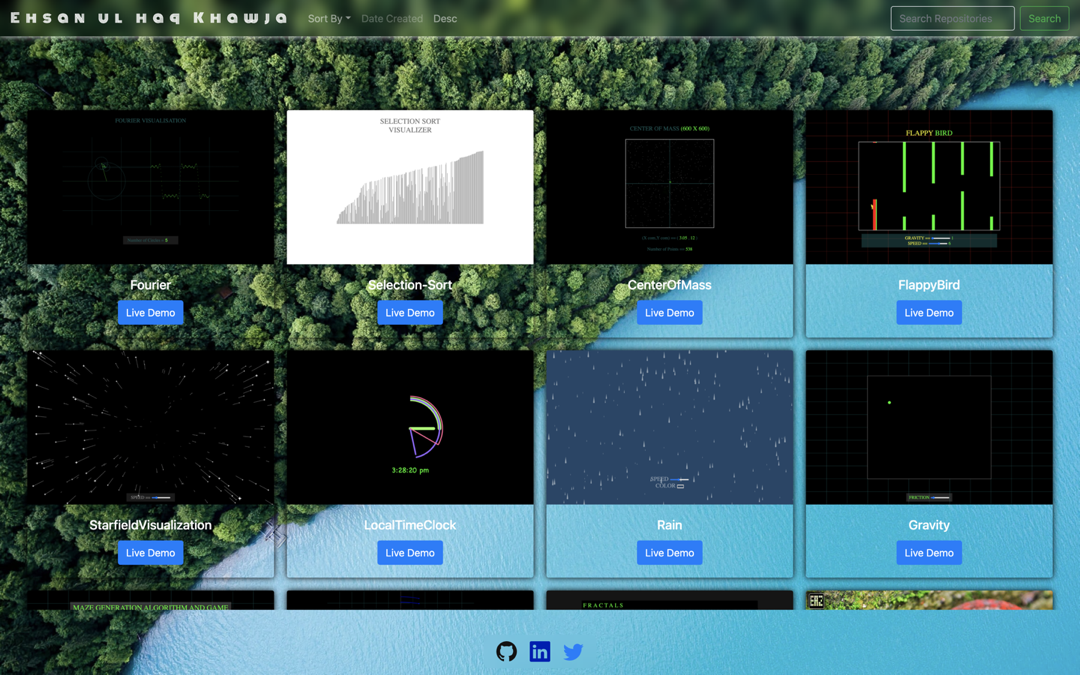 Ehsan ul Haq Khawja
Sort By
Date Created
Desc
Search Repositories
Search
FOURIER VISUALISATION
SELECTION SORT
VISUALIZER
CENTER OF MASS (600 X 600)
FLAPPY BIRD
GRAVITY
SPEED
Fourier
Selection-Sort
CenterOfMass
FlappyBird
Live Demo
Live Demo
Live Demo
Live Demo
3:28:20 pm
SPEED
COLOR
SPEED
FRICTION
StarfieldVisualization
LocalTimeClock
Rain
Gravity
Live Demo
Live Demo
Live Demo
Live Demo
MAZE GENERATION ALGORITHM AND GAME
FRACTALS
in